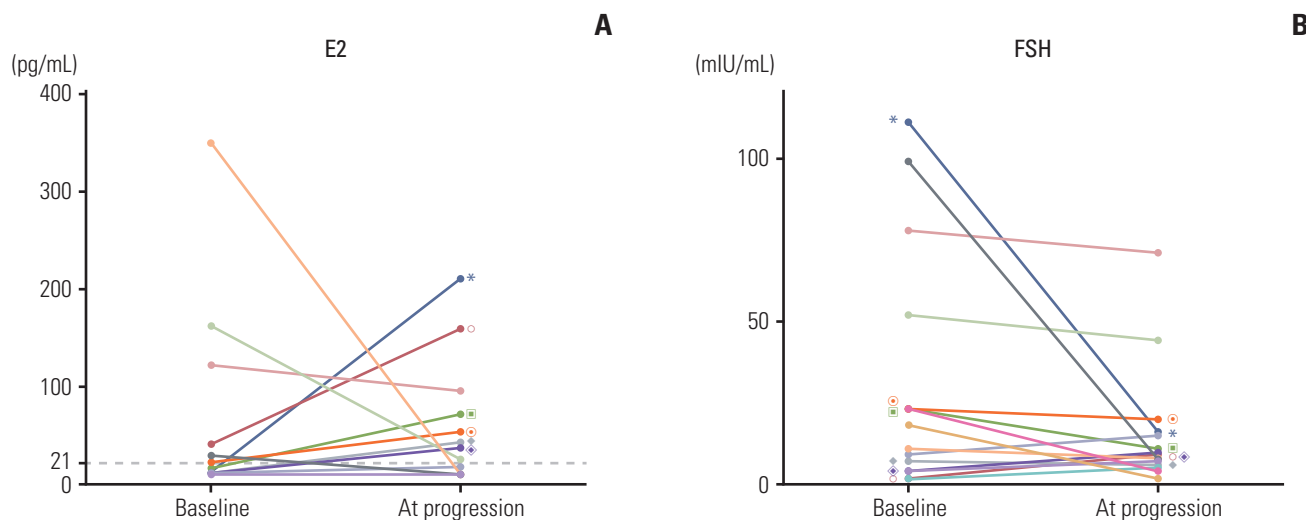 A
E2
(pg/mL)
400
300
200
100
21
0
Baseline
At progression
*
B
FSH
(mIU/mL)
100
50
0
Baseline
At progression
*
*